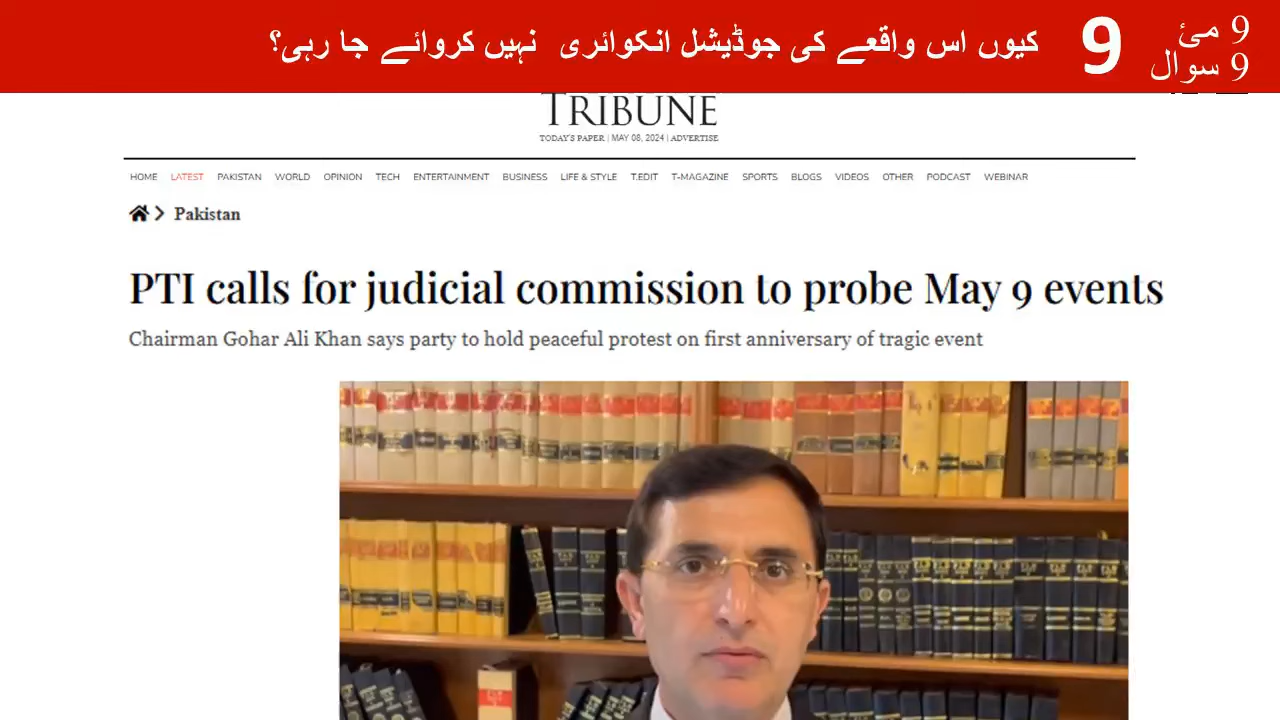 9 مئ
9 سوال
9
کیوں اس واقعے کی جوڈیشل انکوائری نہیں کروائے جا رہی؟
TRIBUNE
TODAY'S PAPER | MAY 08, 2024 | ADVERTISE
HOME LATEST PAKISTAN WORLD OPINION TECH ENTERTAINMENT BUSINESS LIFE & STYLE T.EDIT T-MAGAZINE SPORTS BLOGS VIDEOS OTHER PODCAST WEBINAR
Pakistan
PTI calls for judicial commission to probe May 9 events
Chairman Gohar Ali Khan says party to hold peaceful protest on first anniversary of tragic event